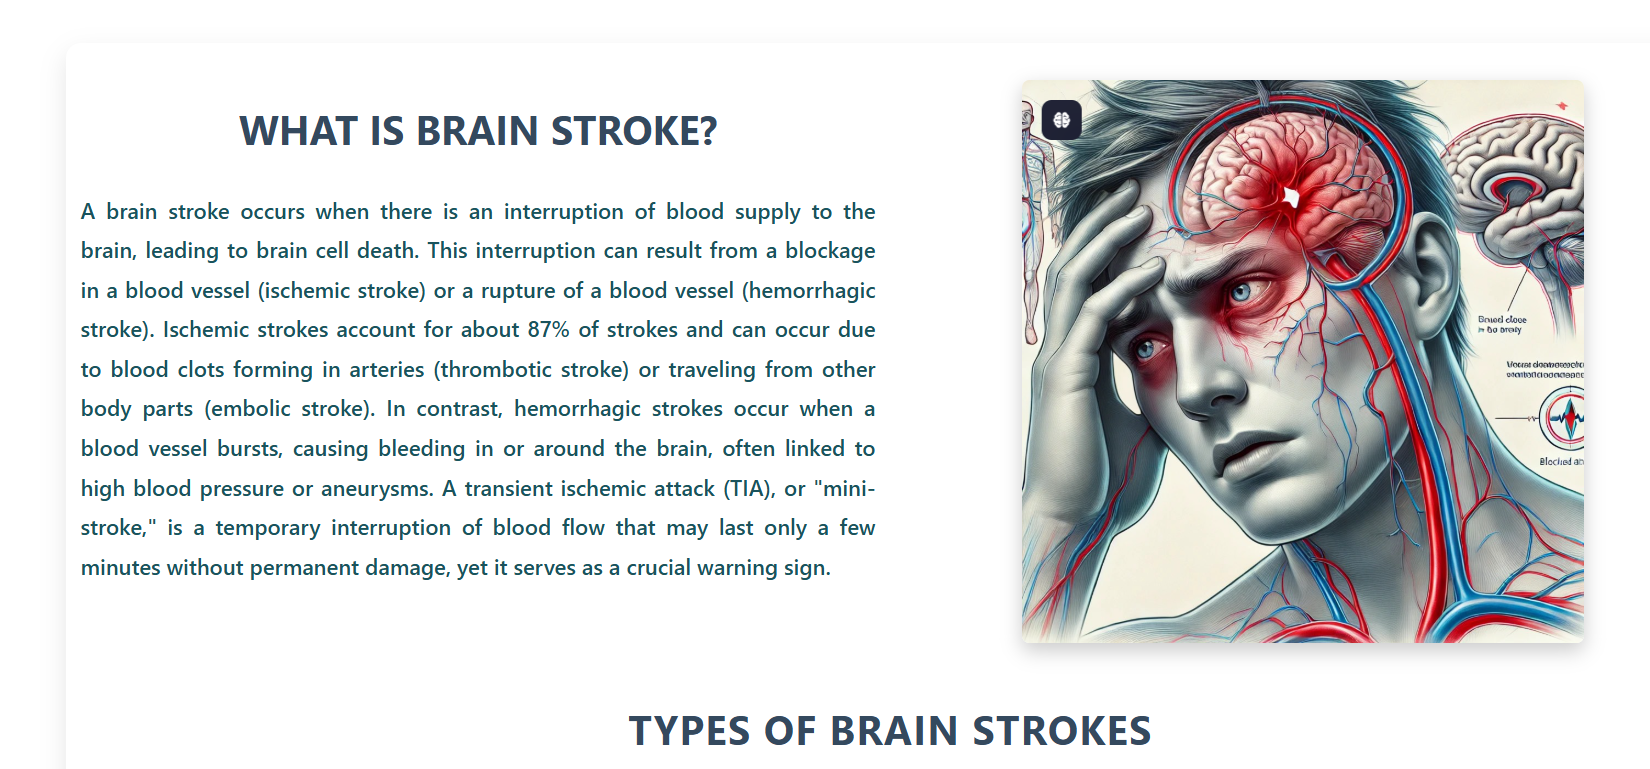 WHAT IS BRAIN STROKE?
A brain stroke occurs when there is an interruption of blood supply to the
brain, leading to brain cell death. This interruption can result from a blockage
in a blood vessel (ischemic stroke) or a rupture of a blood vessel (hemorrhagic
stroke). Ischemic strokes account for about 87% of strokes and can occur due
to blood clots forming in arteries (thrombotic stroke) or traveling from other
body parts (embolic stroke). In contrast, hemorrhagic strokes occur when a
blood vessel bursts, causing bleeding in or around the brain, often linked to
high blood pressure or aneurysms. A transient ischemic attack (TIA), or "mini-
stroke," is a temporary interruption of blood flow that may last only a few
minutes without permanent damage, yet it serves as a crucial warning sign.
TYPES OF BRAIN STROKES